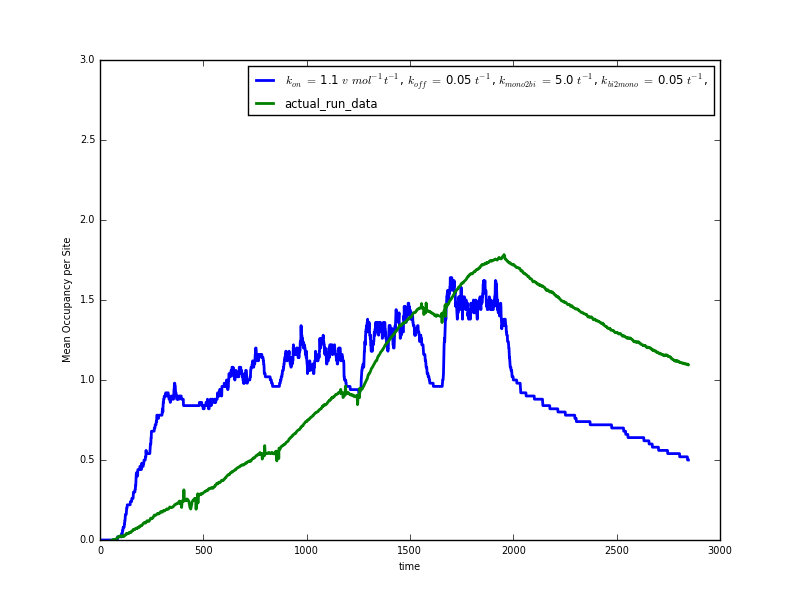 k_on = 1.1 v mol^−1 t^−1, k_off = 0.05 t^−1, k_mono2bi = 5.0 t^−1, k_bi2mono = 0.05 t^−1,
actual_run_data
3.0
2.5
2.0
1.5
1.0
0.5
0.0
Mean Occupancy per Site
0 500 1000 1500 2000 2500 3000
time